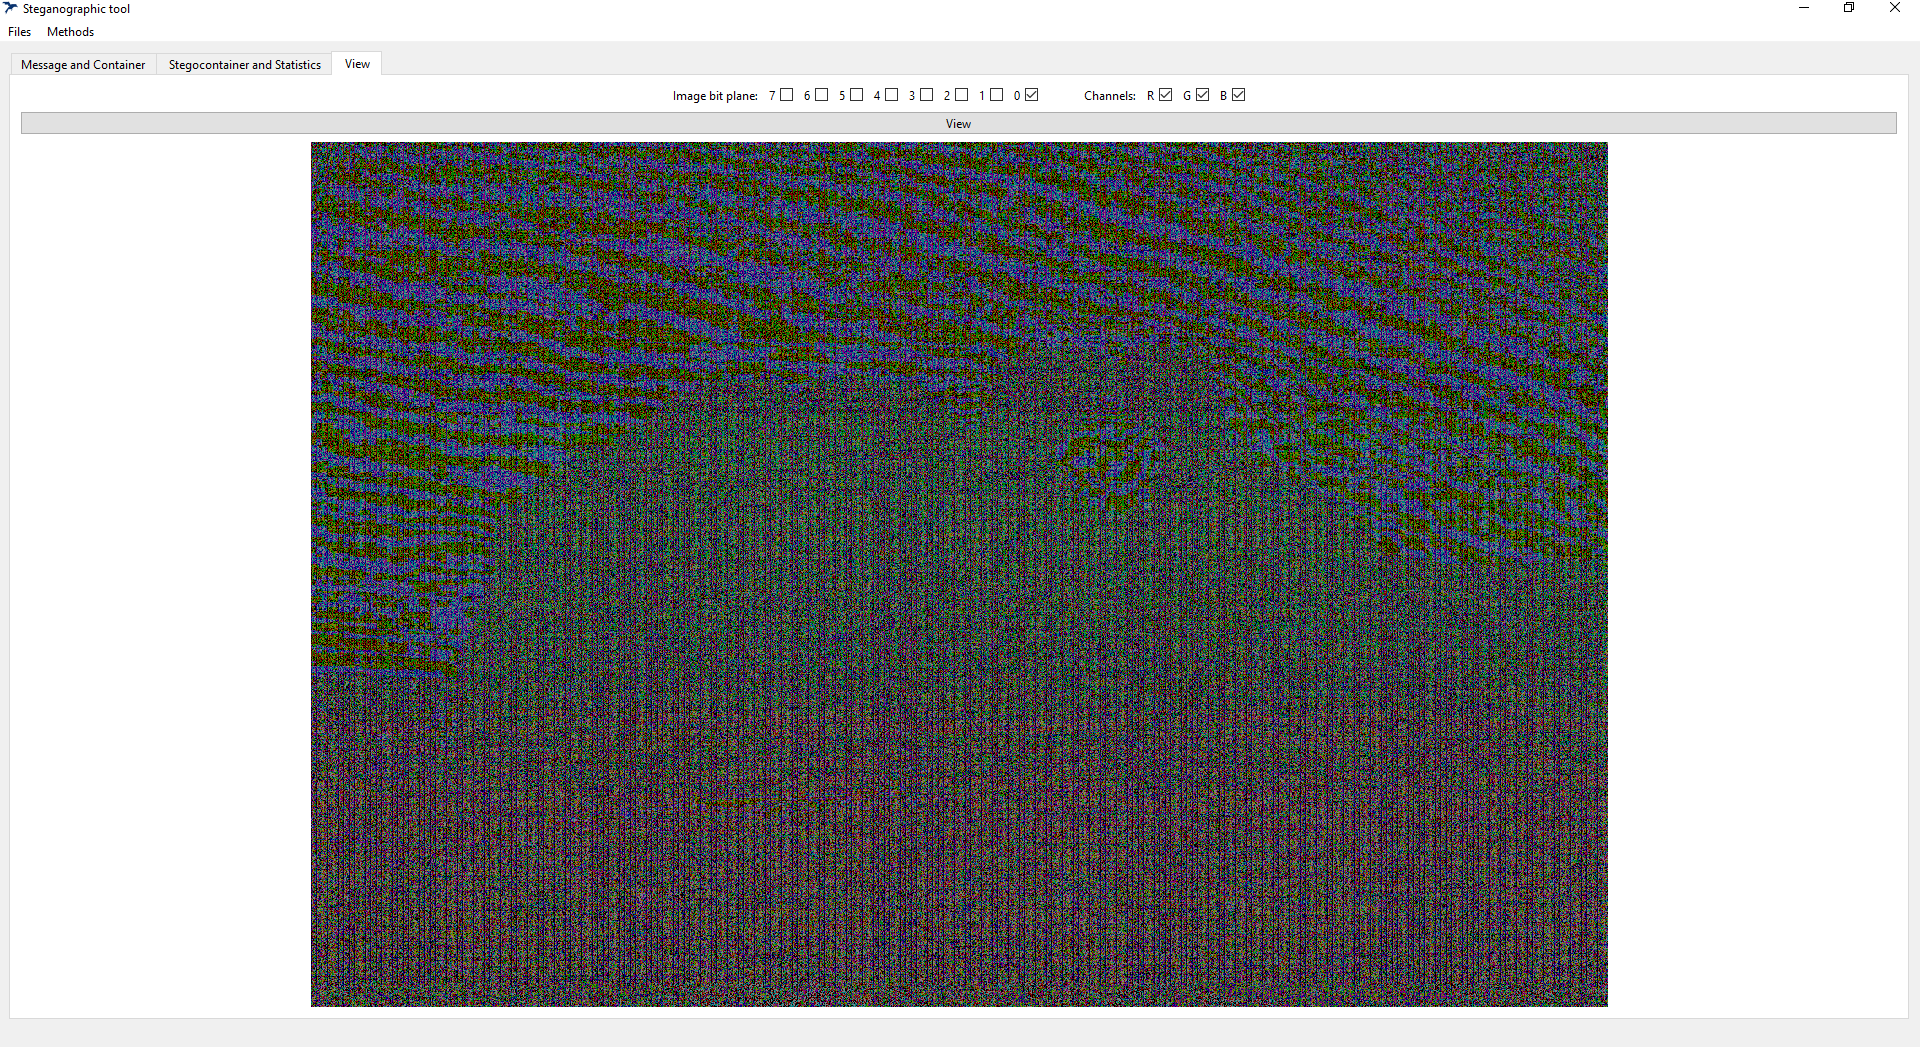 Steganographic tool
Files Methods
Message and Container Stegocontainer and Statistics View
Image bit plane: 7 6 5 4 3 2 1 0 Channels: R G B
View